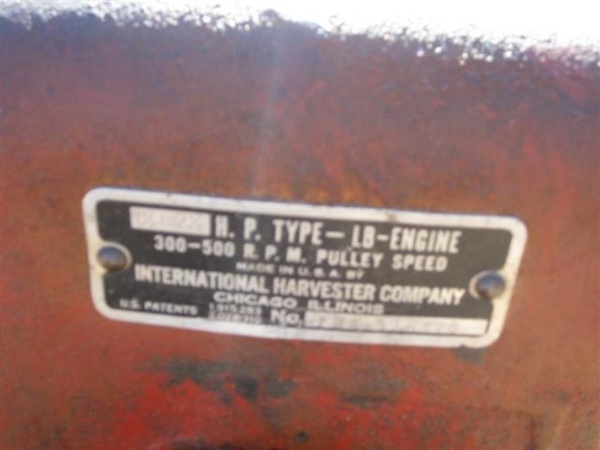 H. P. TYPE — LB-ENGINE
300-500 R. P. M. PULLEY SPEED
MADE IN U.S.A. BY
INTERNATIONAL HARVESTER COMPANY
CHICAGO ILLINOIS
U.S. PATENTS No.